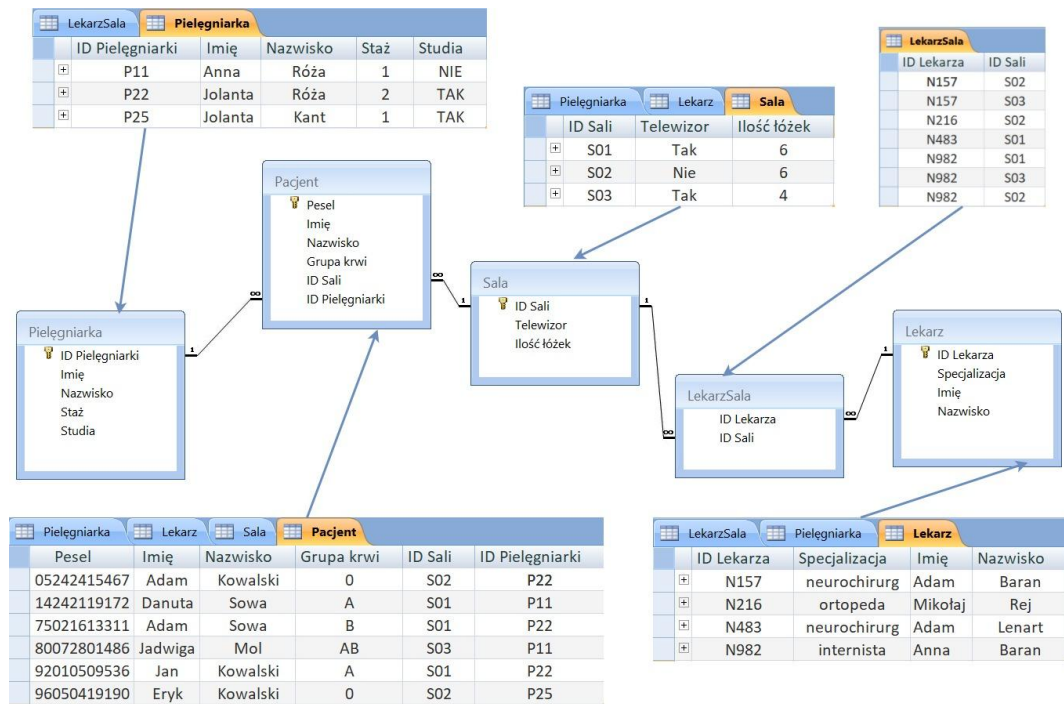 LekarzSala Pielęgniarka
ID Pielęgniarki Imię Nazwisko Staż Studia
P11 Anna Róża 1 NIE
P22 Jolanta Róża 2 TAK
P25 Jolanta Kant 1 TAK
Pielęgniarka Lekarz Sala
ID Sali Telewizor Ilość łóżek
S01 Tak 6
S02 Nie 6
S03 Tak 4
LekarzSala
ID Lekarza ID Sali
N157 S02
N157 S03
N216 S02
N483 S01
N982 S01
N982 S03
N982 S02
Pielęgniarka
ID Pielęgniarki
Imię
Nazwisko
Staż
Studia
1 ∞
Pacjent
Pesel
Imię
Nazwisko
Grupa krwi
ID Sali
ID Pielęgniarki
∞ 1
Sala
ID Sali
Telewizor
Ilość łóżek
1 ∞
LekarzSala
ID Lekarza
ID Sali
∞ 1
Lekarz
ID Lekarza
Specjalizacja
Imię
Nazwisko
Pielęgniarka Lekarz Sala Pacjent
Pesel Imię Nazwisko Grupa krwi ID Sali ID Pielęgniarki
05242415467 Adam Kowalski 0 S02 P22
14242119172 Danuta Sowa A S01 P11
75021613311 Adam Sowa B S01 P22
80072801486 Jadwiga Mol AB S03 P11
92010509536 Jan Kowalski A S01 P22
96050419190 Eryk Kowalski 0 S02 P25
LekarzSala Pielęgniarka Lekarz
ID Lekarza Specjalizacja Imię Nazwisko
N157 neurochirurg Adam Baran
N216 ortopeda Mikołaj Rej
N483 neurochirurg Adam Lenart
N982 internista Anna Baran